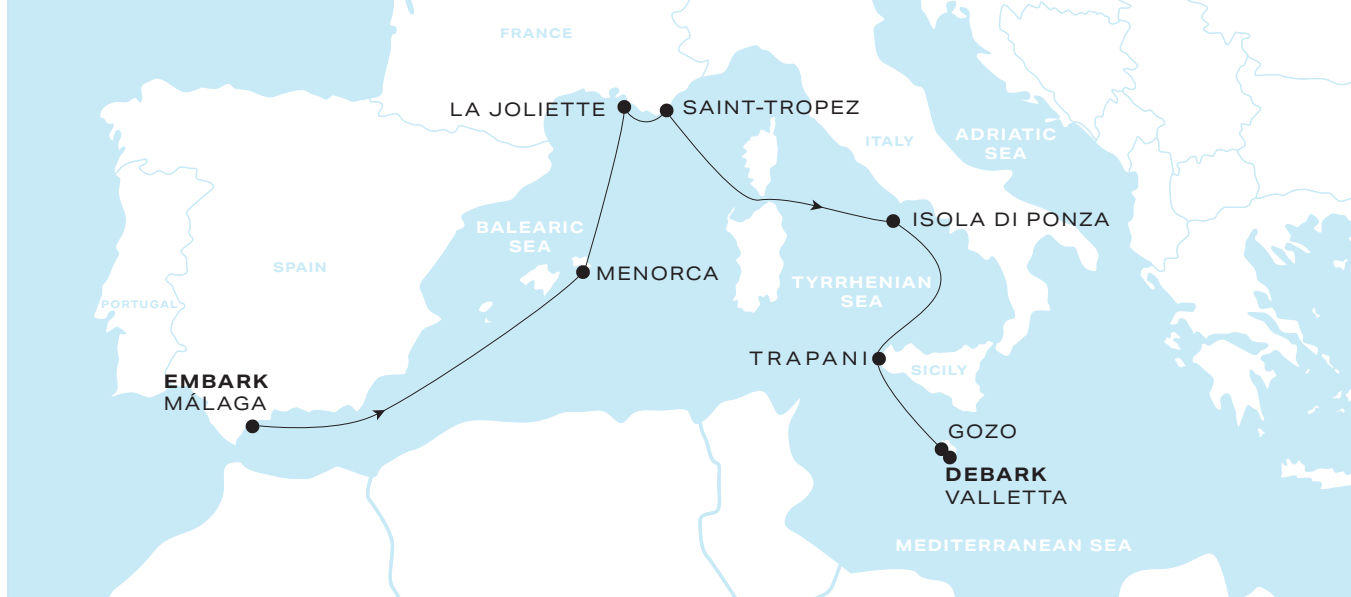 FRANCE
LA JOLIETTE
SAINT-TROPEZ
ITALY
ADRIATIC
SEA
ISOLA DI PONZA
BALEARIC
SEA
SPAIN
MENORCA
TYRRHENIAN
SEA
PORTUGAL
TRAPANI
SICILY
EMBARK
MÁLAGA
GOZO
DEBARK
VALLETTA
MEDITERRANEAN SEA